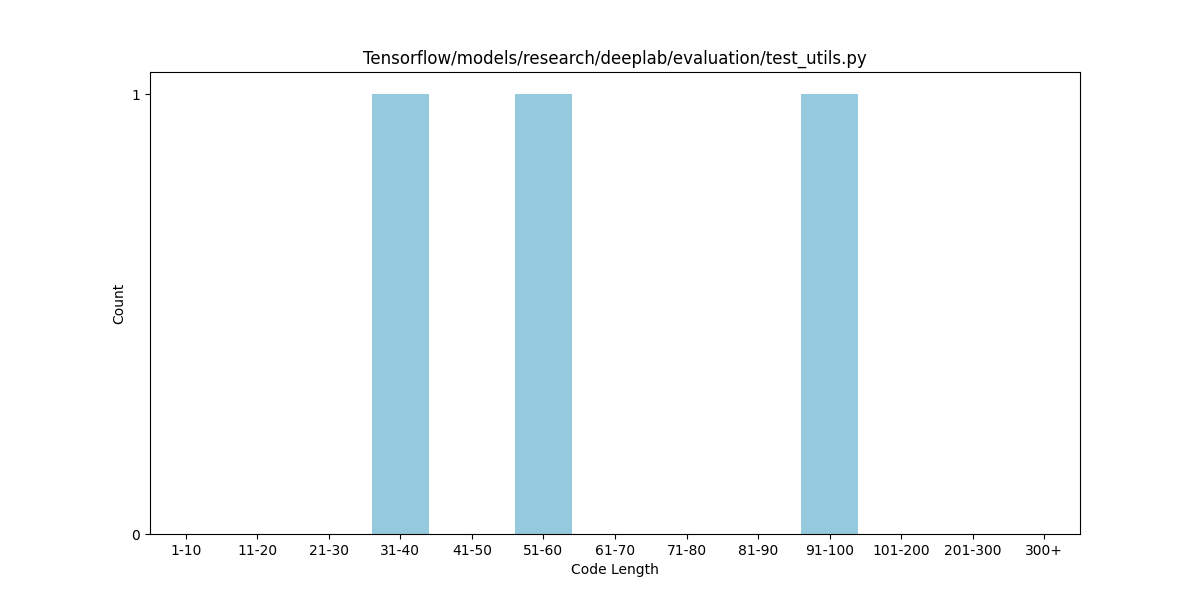 Tensorflow/models/research/deeplab/evaluation/test_utils.py
1
Count
0
1-10 11-20 21-30 31-40 41-50 51-60 61-70 71-80 81-90 91-100 101-200 201-300 300+
Code Length